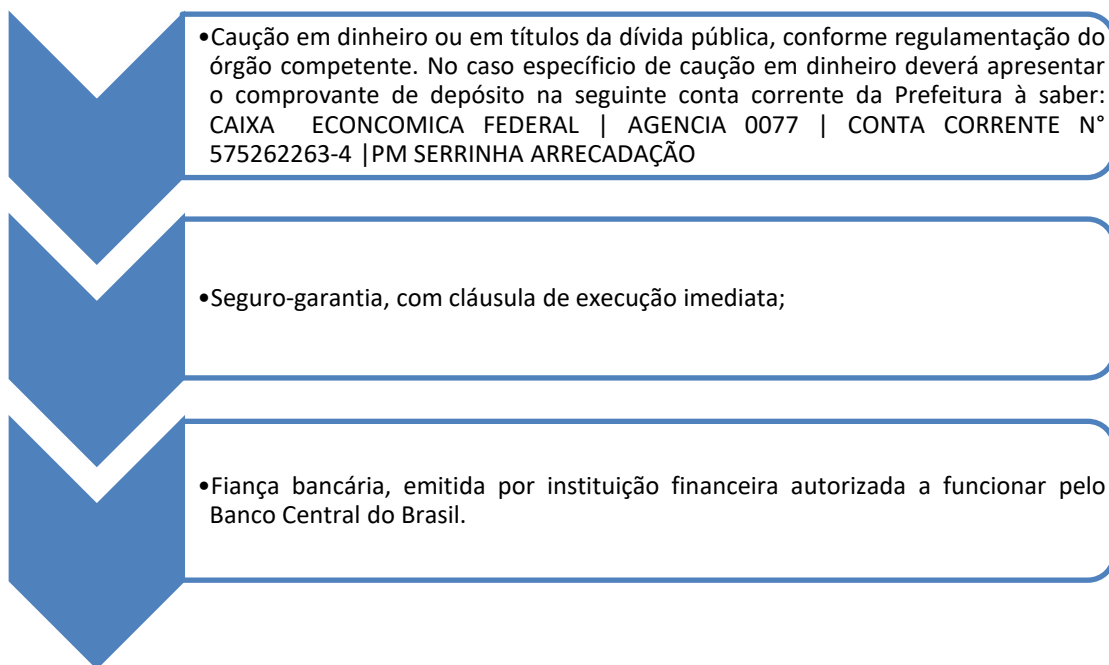 •Caução em dinheiro ou em títulos da dívida pública, conforme regulamentação do
órgão competente. No caso específicio de caução em dinheiro deverá apresentar
o comprovante de depósito na seguinte conta corrente da Prefeitura à saber:
CAIXA ECONCOMICA FEDERAL | AGENCIA 0077 | CONTA CORRENTE N°
575262263-4 |PM SERRINHA ARRECADAÇÃO
•Seguro-garantia, com cláusula de execução imediata;
•Fiança bancária, emitida por instituição financeira autorizada a funcionar pelo
Banco Central do Brasil.